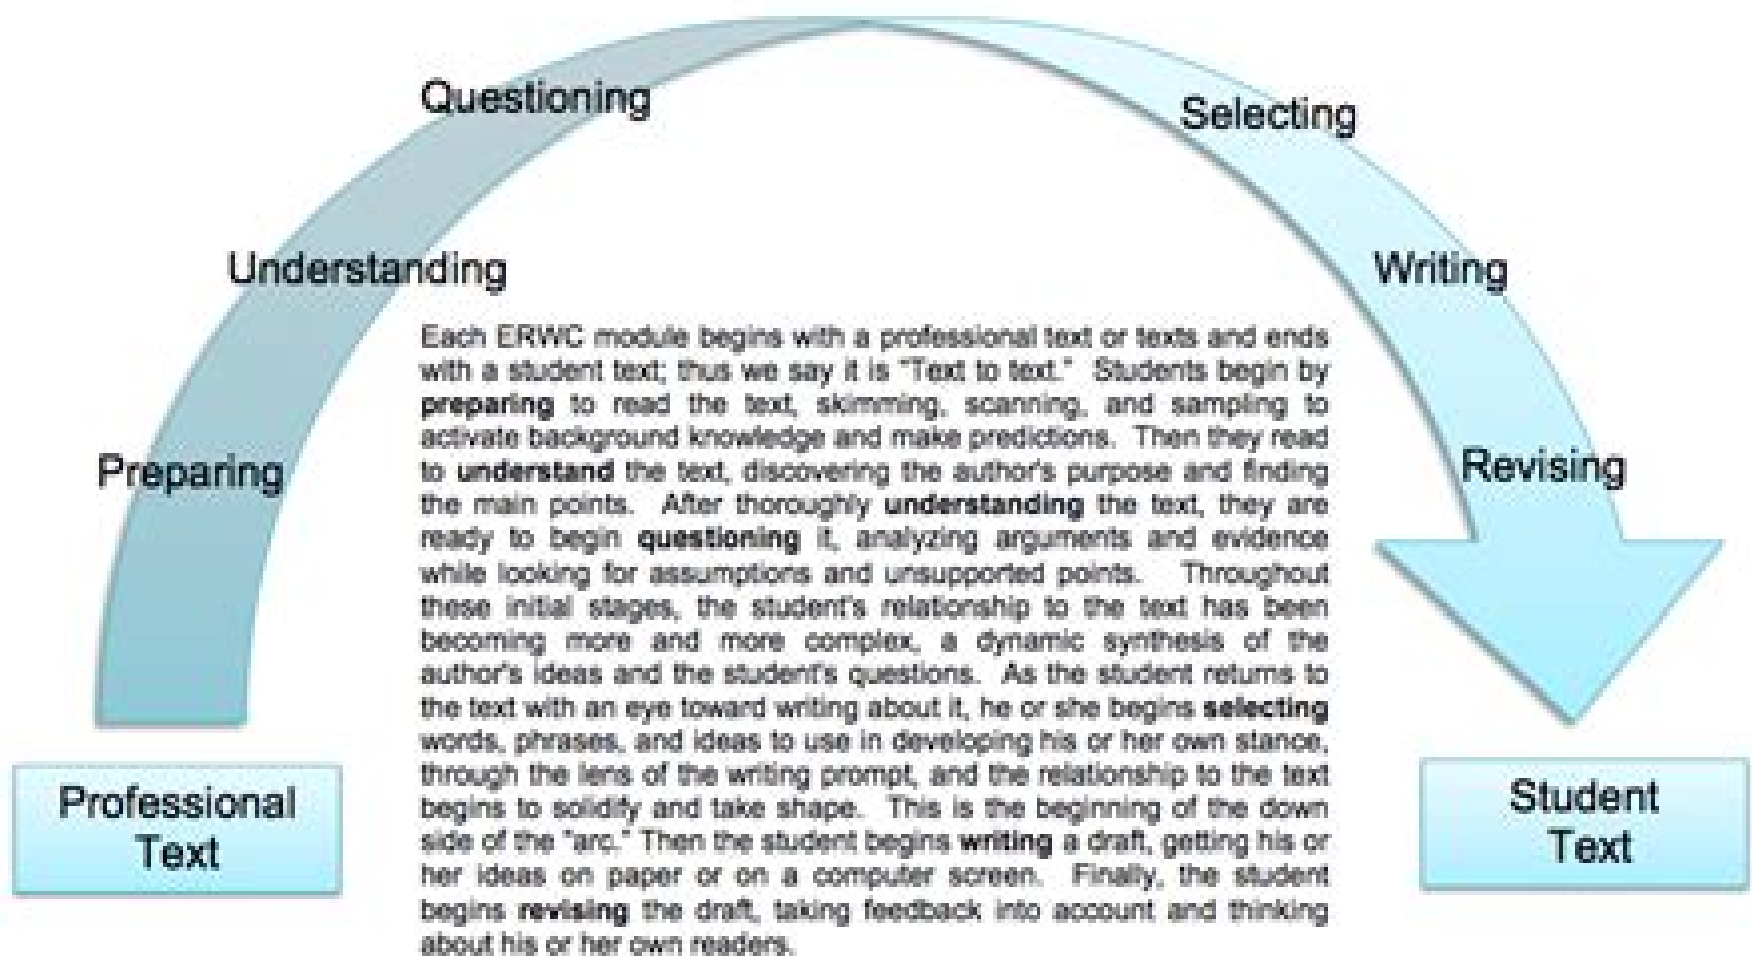 Questioning
Selecting
Understanding
Writing
Preparing
Revising
Each ERWC module begins with a professional text or texts and ends
with a student text; thus we say it is "Text to text."  Students begin by
preparing to read the text, skimming, scanning, and sampling to
activate background knowledge and make predictions.  Then they read
to understand the text, discovering the author's purpose and finding
the main points.  After thoroughly understanding the text, they are
ready to begin questioning it, analyzing arguments and evidence
while looking for assumptions and unsupported points.  Throughout
these initial stages, the student's relationship to the text has been
becoming more and more complex, a dynamic synthesis of the
author's ideas and the student's questions.  As the student returns to
the text with an eye toward writing about it, he or she begins selecting
words, phrases, and ideas to use in developing his or her own stance,
through the lens of the writing prompt, and the relationship to the text
begins to solidify and take shape.  This is the beginning of the down
side of the "arc." Then the student begins writing a draft, getting his or
her ideas on paper or on a computer screen.  Finally, the student
begins revising the draft, taking feedback into account and thinking
about his or her own readers.
Professional
Text
Student
Text